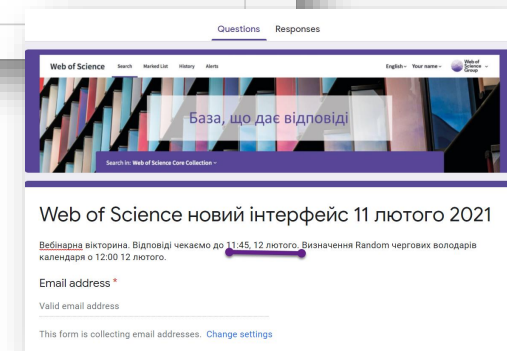 Questions Responses
Web of Science Search Marked List History Alerts English Your name Web of Science Group
База, що дає відповіді
Search in: Web of Science Core Collection
Web of Science новий інтерфейс 11 лютого 2021
Вебінарна вікторина. Відповіді чекаємо до 11:45, 12 лютого. Визначення Random чергових володарів
календаря о 12:00 12 лютого.
Email address *
Valid email address
This form is collecting email addresses. Change settings